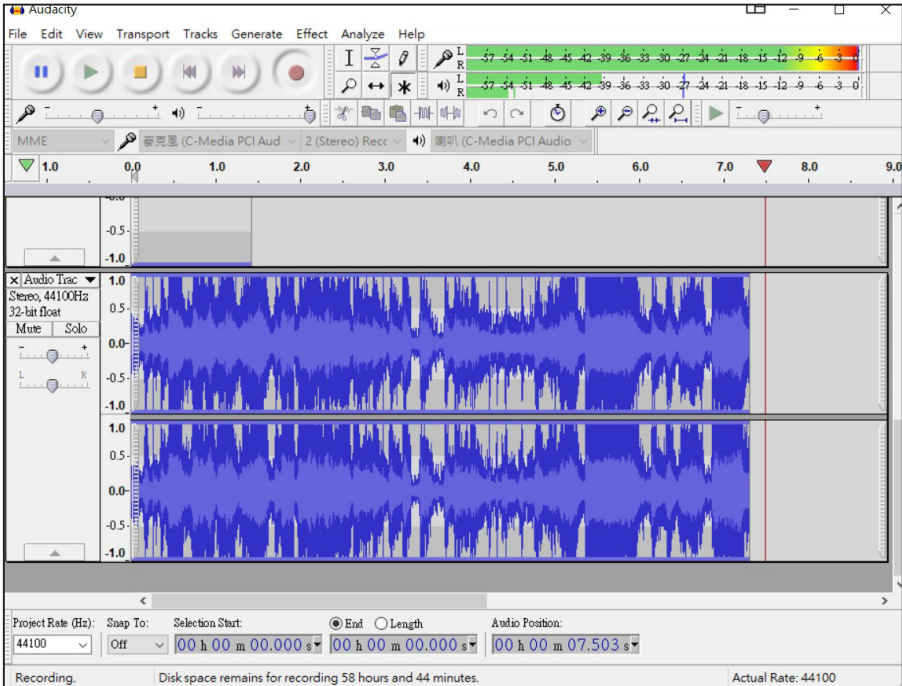 Audacity
File Edit View Transport Tracks Generate Effect Analyze Help
L
R
-57 -54 -51 -48 -45 -42 -39 -36 -33 -30 -27 -24 -21 -18 -15 -12 -9 -6 -3 0
L
R
-57 -54 -51 -48 -45 -42 -39 -36 -33 -30 -27 -24 -21 -18 -15 -12 -9 -6 -3 0
- + - + - +
MME 麥克風 (C-Media PCI Aud 2 (Stereo) Recc 喇叭 (C-Media PCI Audio
1.0 0.0 1.0 2.0 3.0 4.0 5.0 6.0 7.0 8.0 9.0
-0.5
-1.0
Audio Trac 1.0
Stereo, 44100Hz
32-bit float
0.5
Mute Solo
- +
0.0
L R
-0.5
-1.0
1.0
0.5
0.0
-0.5
-1.0
Project Rate (Hz): Snap To: Selection Start: End Length Audio Position:
44100 Off 00 h 00 m 00.000 s 00 h 00 m 00.000 s 00 h 00 m 07.503 s
Recording. Disk space remains for recording 58 hours and 44 minutes. Actual Rate: 44100